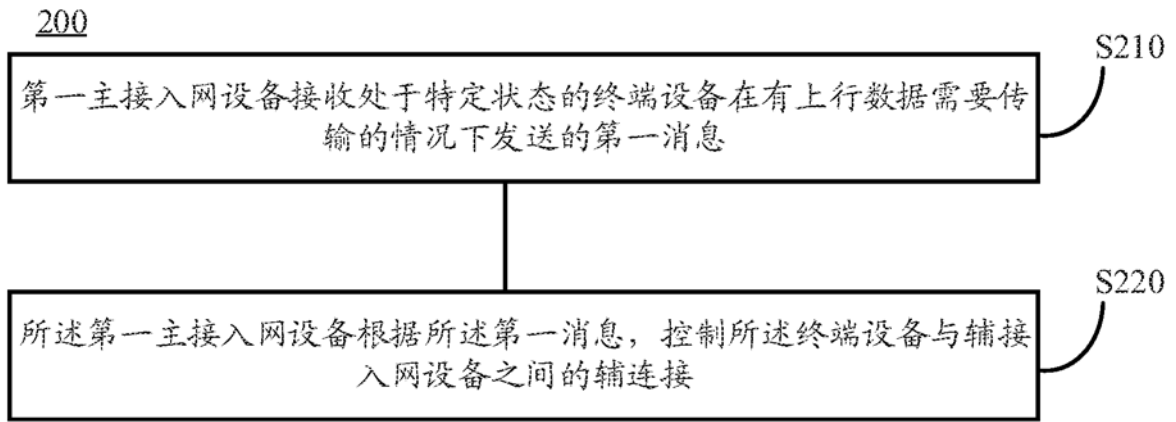 200
S210
第一主接入网设备接收处于特定状态的终端设备在有上行数据需要传
输的情况下发送的第一消息
S220
所述第一主接入网设备根据所述第一消息，控制所述终端设备与辅接
入网设备之间的辅连接